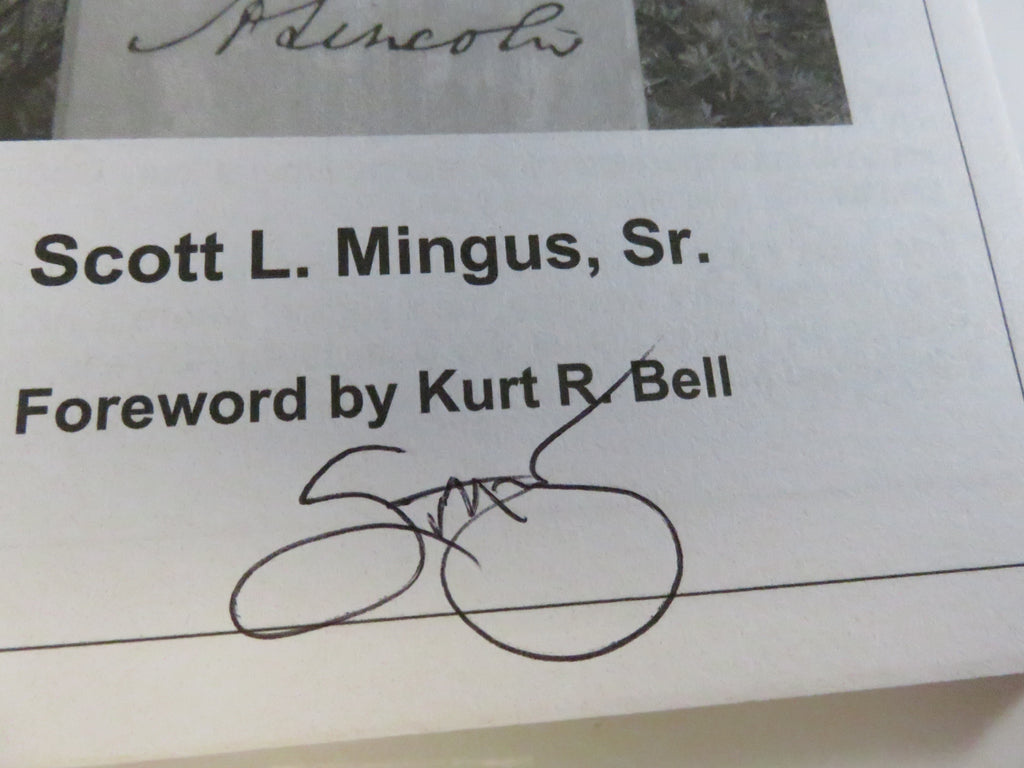 A. Lincoln
Scott L. Mingus, Sr.
Foreword by Kurt R. Bell